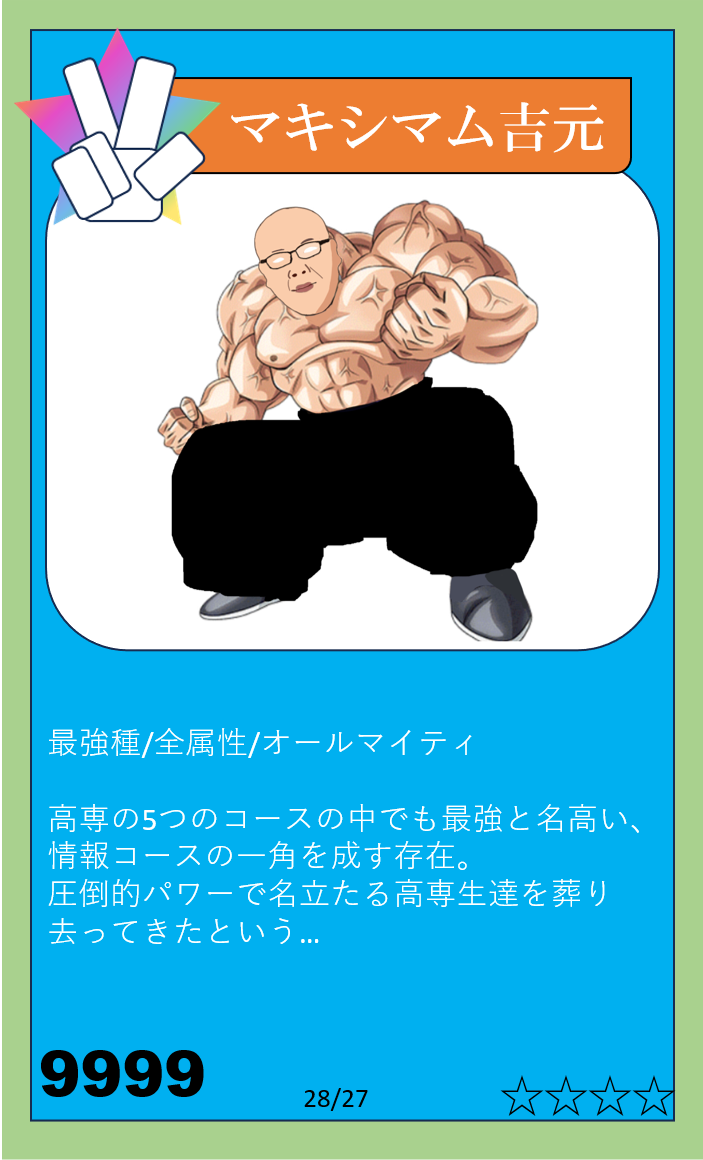 マキシマム吉元
最強種/全属性/オールマイティ
高専の5つのコースの中でも最強と名高い、
情報コースの一角を成す存在。
圧倒的パワーで名立たる高専生達を葬り
去ってきたという…
9999
28/27
☆☆☆☆